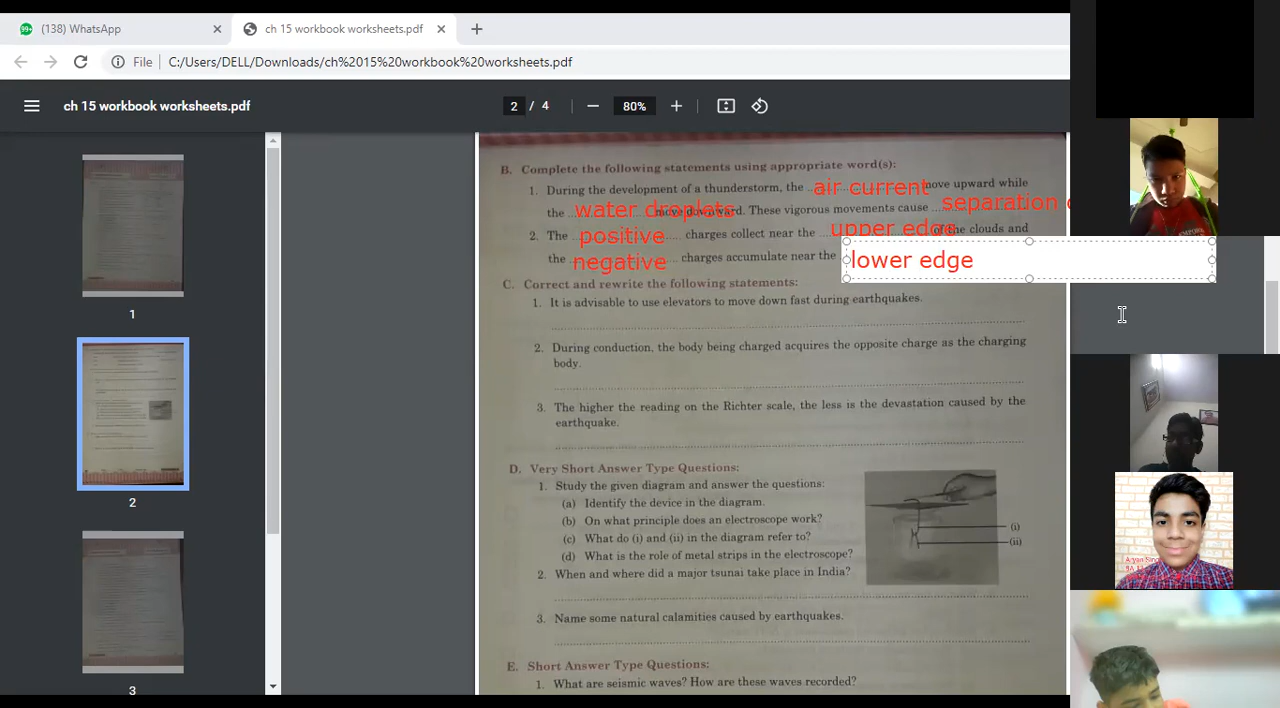 (138) WhatsApp
ch 15 workbook worksheets.pdf
File
C:/Users/DELL/Downloads/ch%2015%20workbook%20worksheets.pdf
ch 15 workbook worksheets.pdf
2 / 4
80%
1
2
3
B. Complete the following statements using appropriate word(s):
1. During the development of a thunderstorm, the air current move upward while
the water droplets move downward. These vigorous movements cause separation
2. The positive charges collect near the upper edge of the clouds and
the negative charges accumulate near the lower edge
C. Correct and rewrite the following statements:
1. It is advisable to use elevators to move down fast during earthquakes.
2. During conduction, the body being charged acquires the opposite charge as the charging
body.
3. The higher the reading on the Richter scale, the less is the devastation caused by the
earthquake.
D. Very Short Answer Type Questions:
1. Study the given diagram and answer the questions:
(a) Identify the device in the diagram.
(b) On what principle does an electroscope work?
(c) What do (i) and (ii) in the diagram refer to?
(d) What is the role of metal strips in the electroscope?
(i)
(ii)
2. When and where did a major tsunai take place in India?
3. Name some natural calamities caused by earthquakes.
E. Short Answer Type Questions:
1. What are seismic waves? How are these waves recorded?